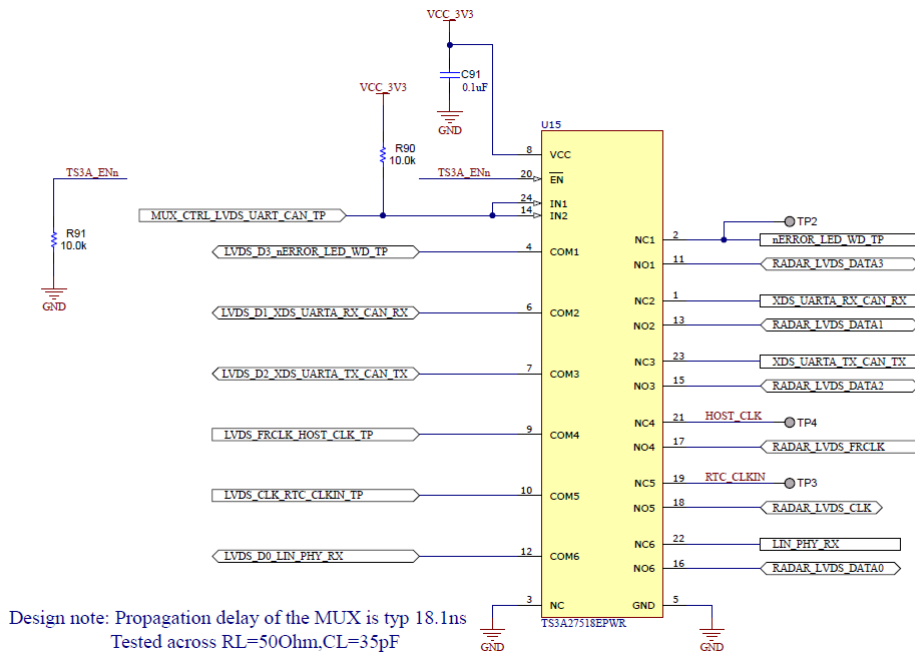 VCC_3V3
C91
0.1uF
GND
VCC_3V3
R90
10.0k
TS3A_ENn
R91
10.0k
GND
TS3A_ENn
MUX_CTRL_LVDS_UART_CAN_TP
LVDS_D3_nERROR_LED_WD_TP
LVDS_D1_XDS_UARTA_RX_CAN_RX
LVDS_D2_XDS_UARTA_TX_CAN_TX
LVDS_FRCLK_HOST_CLK_TP
LVDS_CLK_RTC_CLKIN_TP
LVDS_D0_LIN_PHY_RX
U15
8 VCC
20 EN
24 IN1
14 IN2
4 COM1
6 COM2
7 COM3
9 COM4
10 COM5
12 COM6
3 NC
NC1 2
NO1 11
NC2 1
NO2 13
NC3 23
NO3 15
NC4 21
NO4 17
NC5 19
NO5 18
NC6 22
NO6 16
GND 5
TS3A27518EPWR
TP2
nERROR_LED_WD_TP
RADAR_LVDS_DATA3
XDS_UARTA_RX_CAN_RX
RADAR_LVDS_DATA1
XDS_UARTA_TX_CAN_TX
RADAR_LVDS_DATA2
HOST_CLK
TP4
RADAR_LVDS_FRCLK
RTC_CLKIN
TP3
RADAR_LVDS_CLK
LIN_PHY_RX
RADAR_LVDS_DATA0
GND
GND
Design note: Propagation delay of the MUX is typ 18.1ns
Tested across RL=50Ohm,CL=35pF